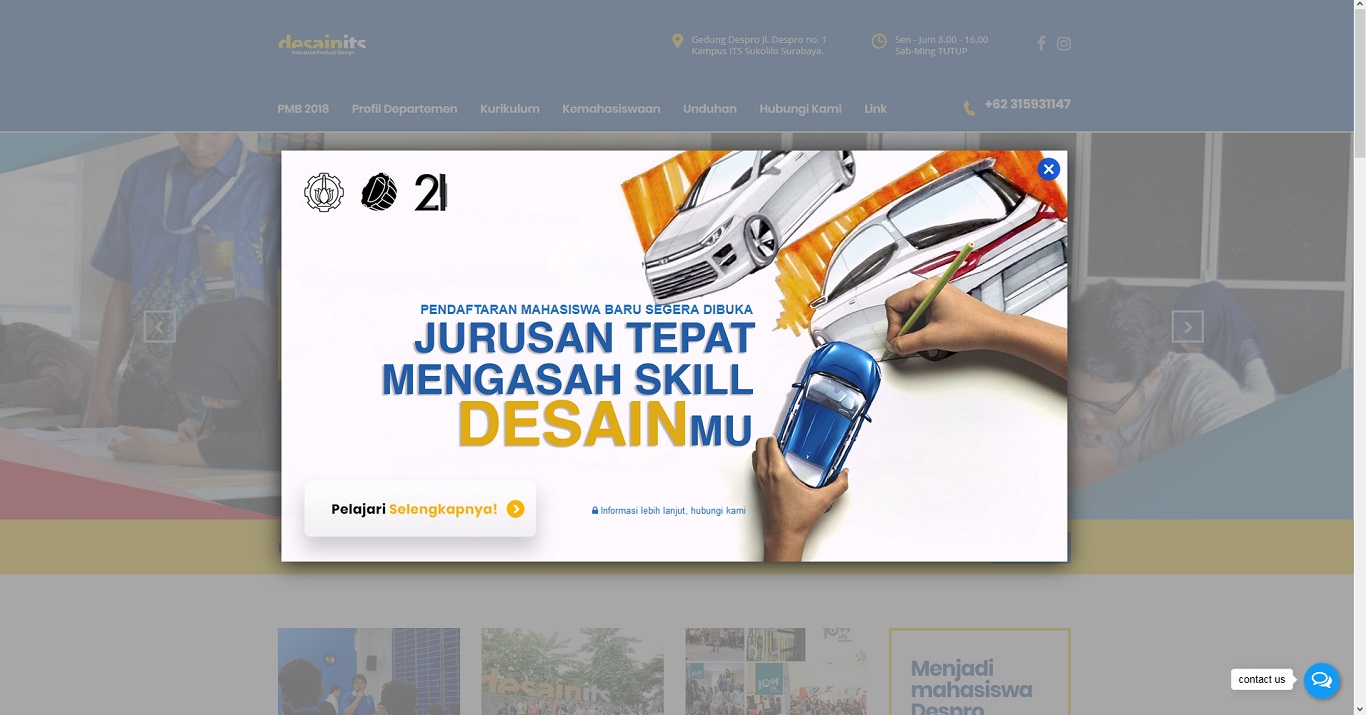 desainits
Industrial Product Design
Gedung Despro Jl. Despro no. 1
Kampus ITS Sukolilo Surabaya.
Sen - Jum 8.00 - 16.00
Sab-Ming TUTUP
PMB 2018
Profil Departemen
Kurikulum
Kemahasiswaan
Unduhan
Hubungi Kami
Link
+62 315931147
21
PENDAFTARAN MAHASISWA BARU SEGERA DIBUKA
JURUSAN TEPAT
MENGASAH SKILL
DESAINMU
Pelajari Selengkapnya!
Informasi lebih lanjut, hubungi kami
desainits
Menjadi
mahasiswa
Despro
contact us